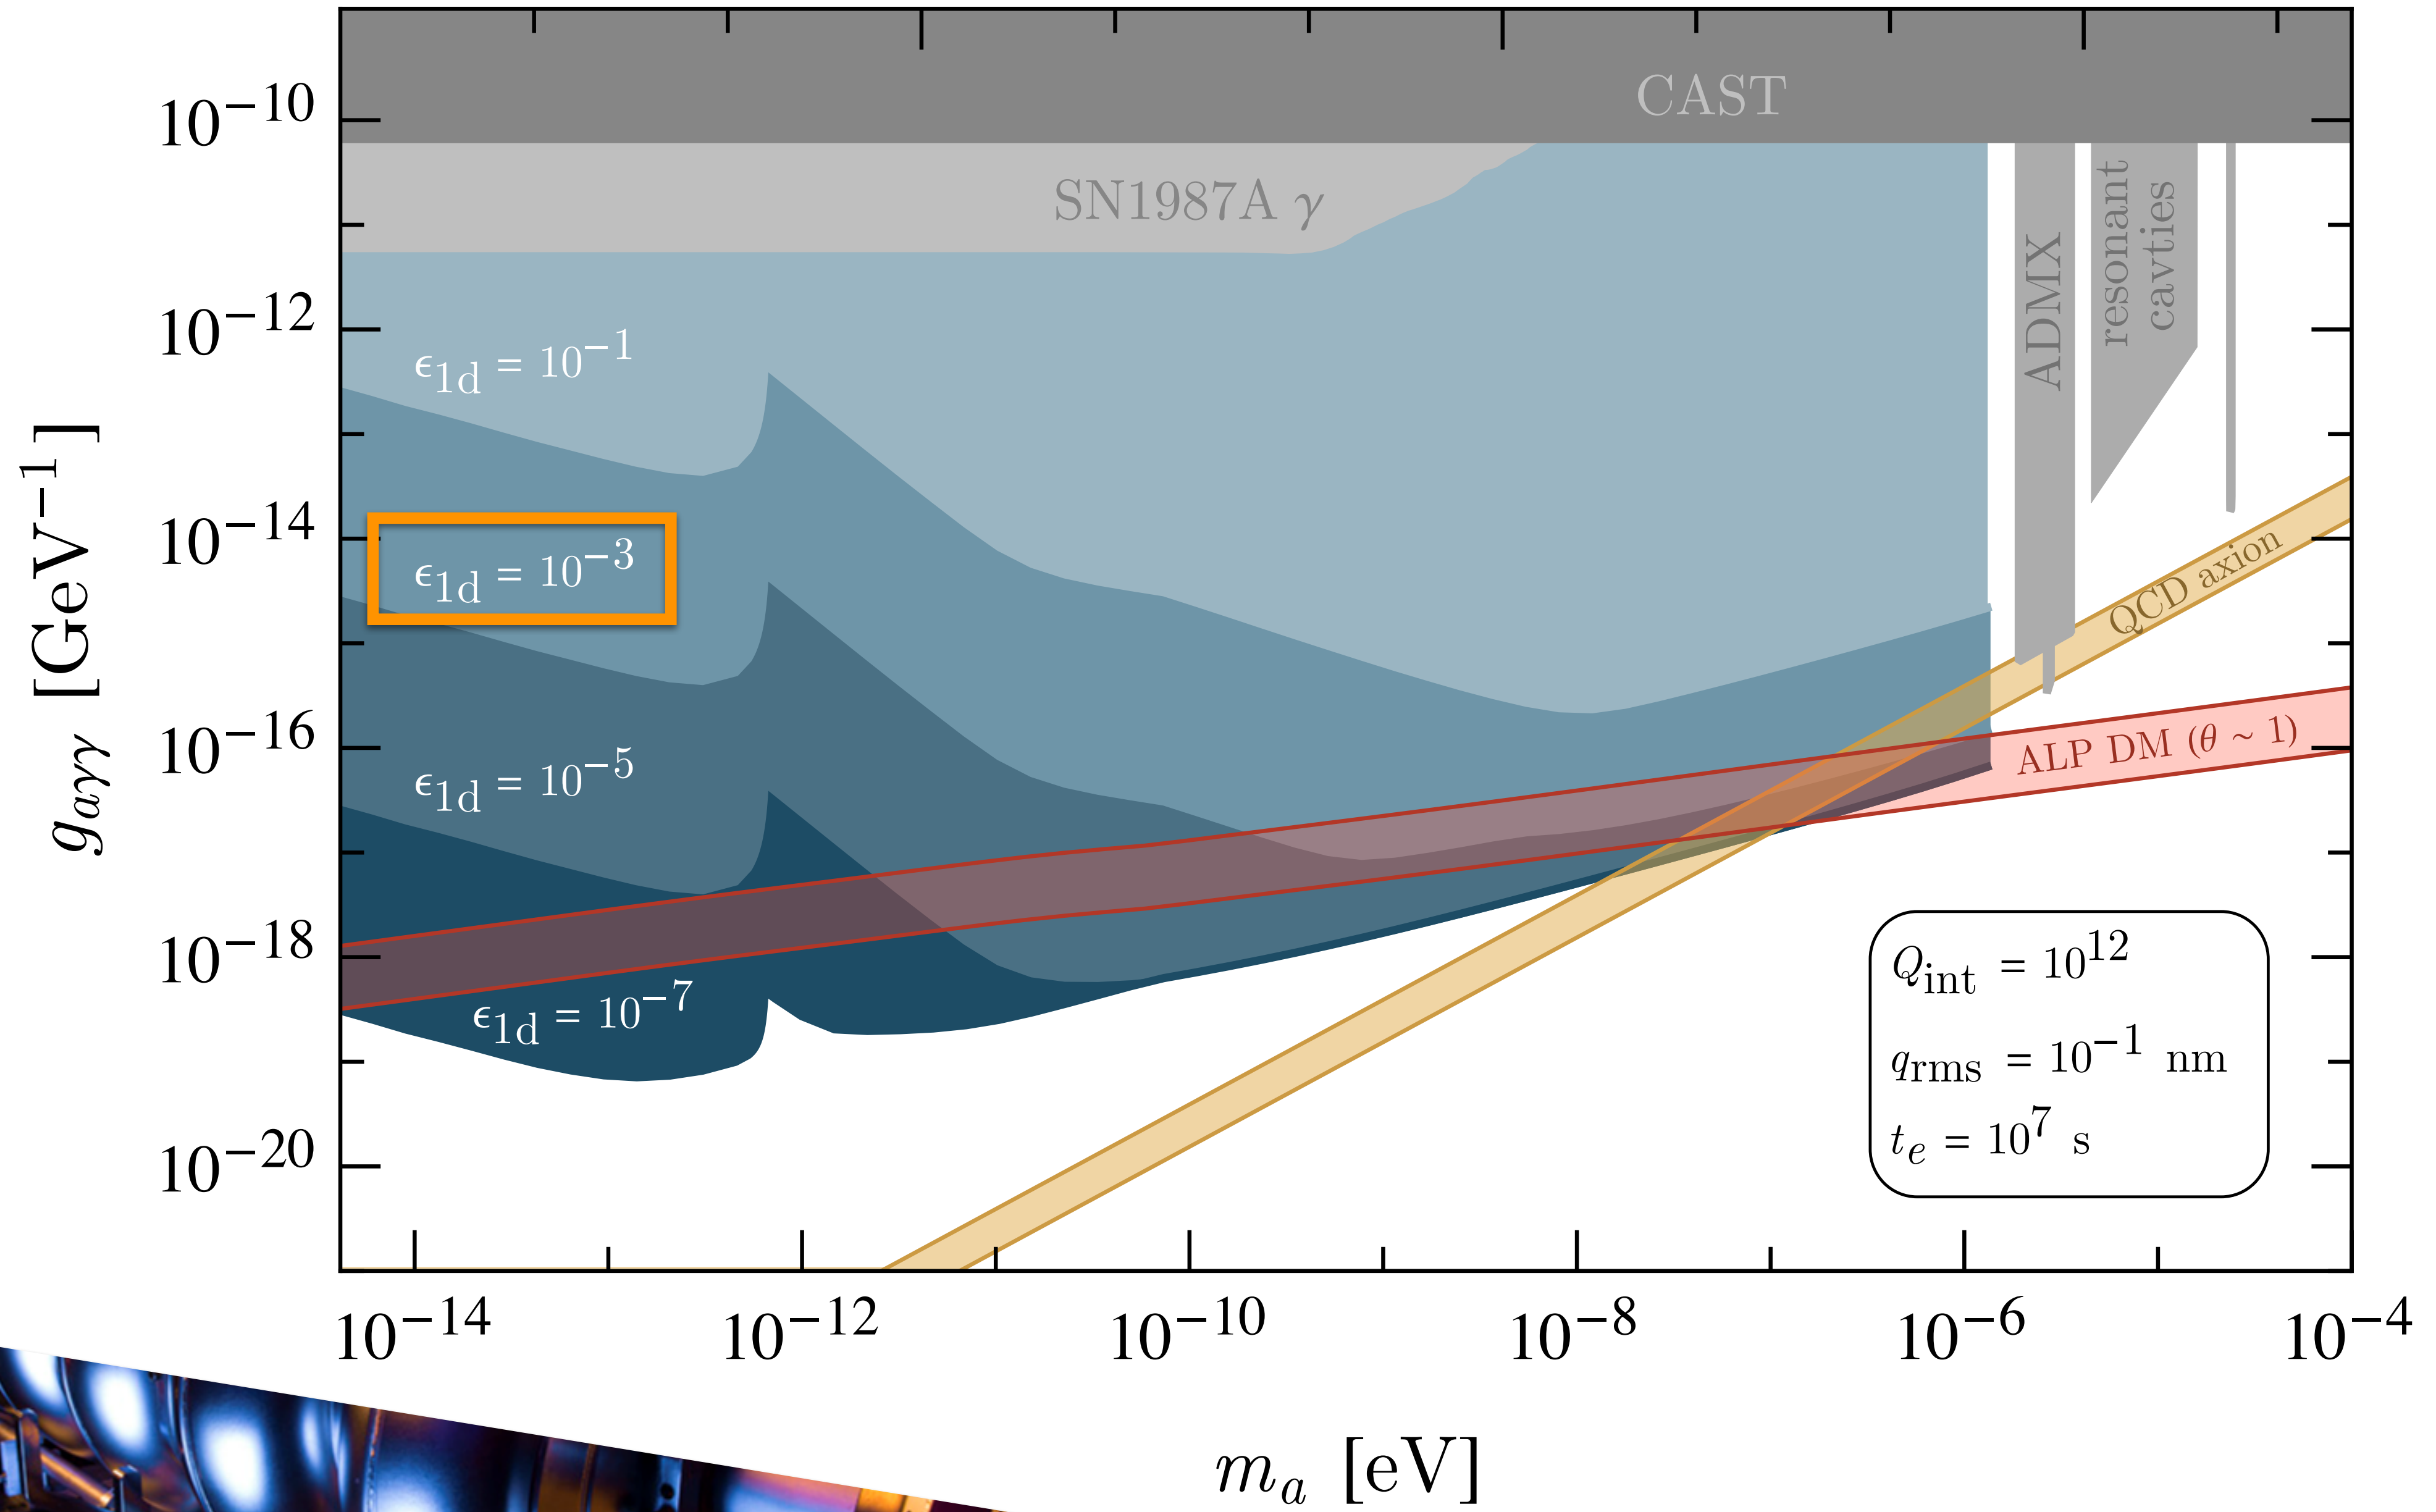 CAST
10⁻¹⁰
SN1987A γ
ADMX
resonant
cavties
10⁻¹²
ϵ1d = 10⁻¹
10⁻¹⁴
ϵ1d = 10⁻³
QCD axion
gaγγ [GeV⁻¹]
10⁻¹⁶
ALP DM (θ ~ 1)
ϵ1d = 10⁻⁵
10⁻¹⁸
ϵ1d = 10⁻⁷
Qint = 10¹²
qrms = 10⁻¹ nm
te = 10⁷ s
10⁻²⁰
10⁻¹⁴ 10⁻¹² 10⁻¹⁰ 10⁻⁸ 10⁻⁶ 10⁻⁴
ma [eV]